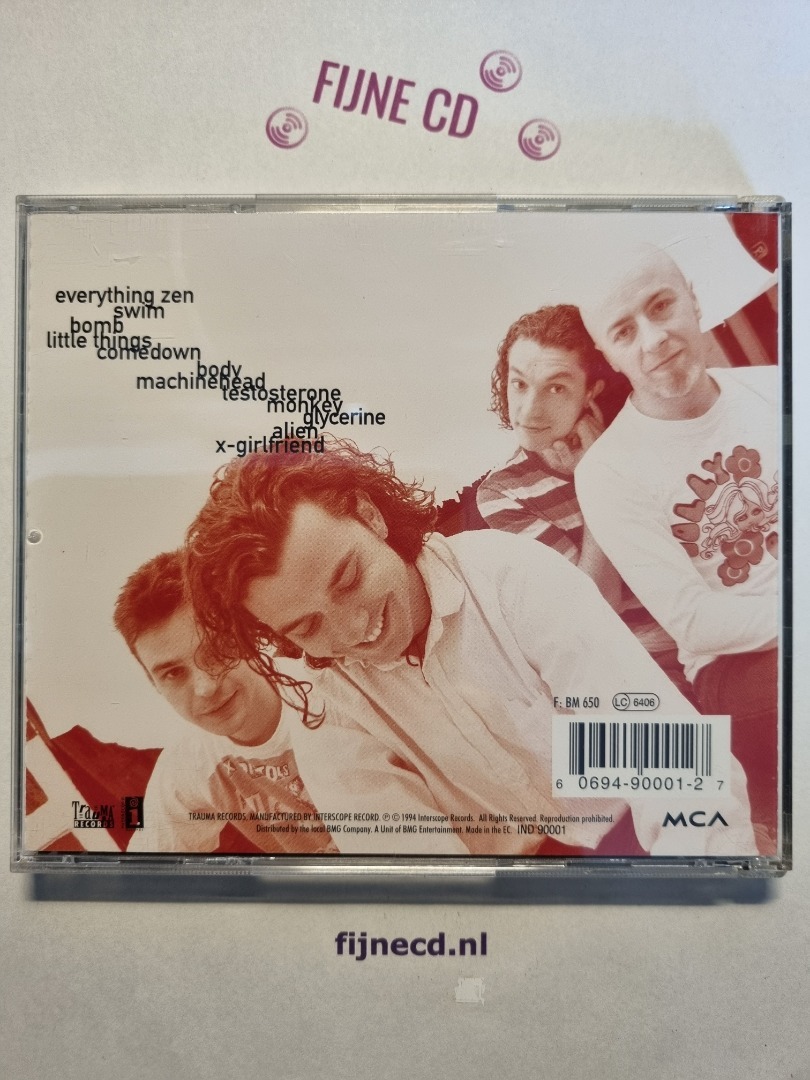 FIJNE CD
everything zen
swim
bomb
little things
comedown
body
machinehead
testosterone
monkey
glycerine
alien
x-girlfriend
F: BM 650 LC 6406
6 0694-90001-2 7
TRAUMA RECORDS
i
MCA
TRAUMA RECORDS. MANUFACTURED BY INTERSCOPE RECORD. ℗ © 1994 Interscope Records. All Rights Reserved. Reproduction prohibited.
Distributed by the local BMG Company. A Unit of BMG Entertainment. Made in the EC. IND 90001
fijnecd.nl